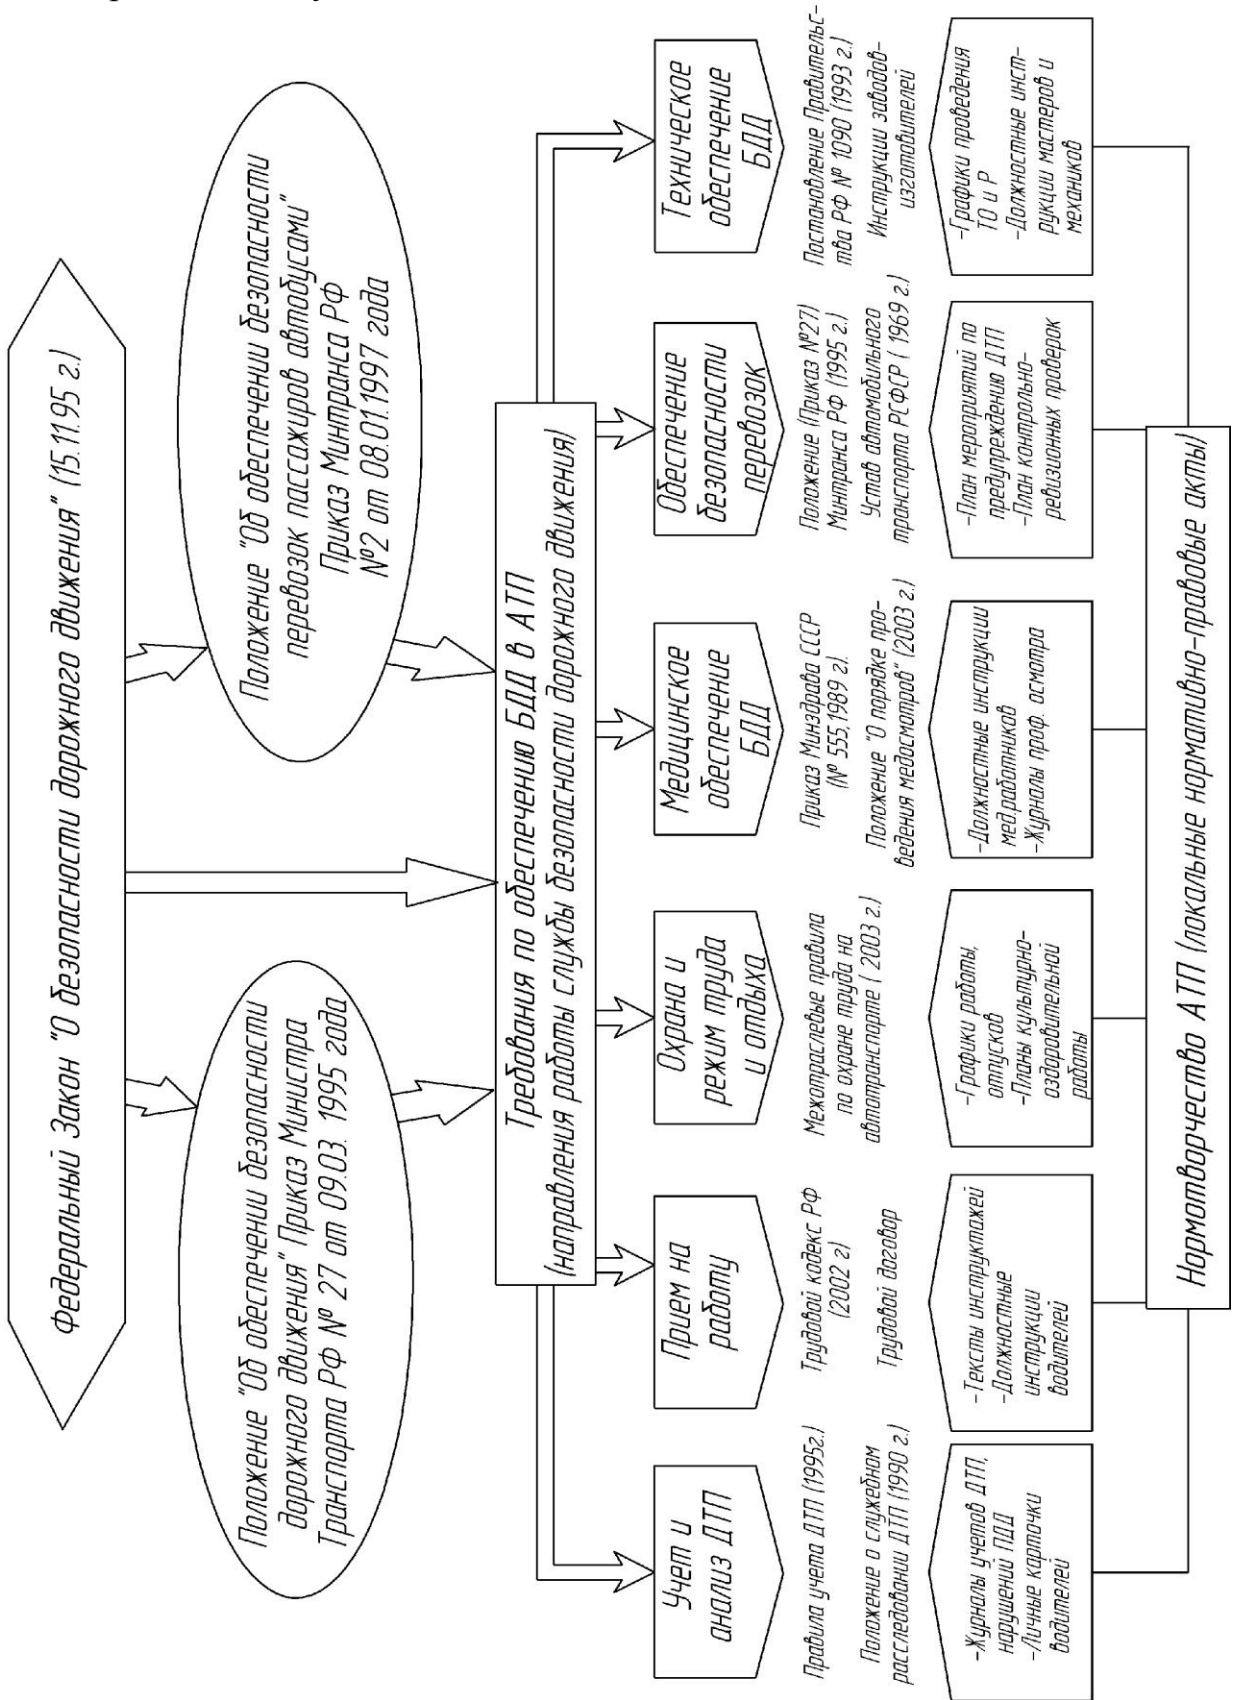 Федеральный Закон "О безопасности дорожного движения" (15.11.95 г.)
Положение "Об обеспечении безопасности
дорожного движения" Приказ Министра
Транспорта РФ № 27 от 09.03. 1995 года
Положение "Об обеспечении безопасности
перевозок пассажиров автобусами"
Приказ Минтранса РФ
№2 от 08.01.1997 года
Требования по обеспечению БДД в АТП
(направления работы службы безопасности дорожного движения)
Учет и
анализ ДТП
Прием на
работу
Охрана и
режим труда
и отдыха
Медицинское
обеспечение
БДД
Обеспечение
безопасности
перевозок
Техническое
обеспечение
БДД
Правила учета ДТП (1995г.)
Положение о служебном
расследовании ДТП (1990 г.)
Трудовой кодекс РФ
(2002 г)
Трудовой договор
Межотраслевые правила
по охране труда на
автотранспорте ( 2003 г.)
Приказ Минздрава СССР
(№ 555,1989 г).
Положение "О порядке про-
ведения медосмотров" (2003 г.)
Положение (Приказ №27)
Минтранса РФ (1995 г.)
Устав автомобильного
транспорта РСФСР ( 1969 г.)
Постановление Правительс-
тва РФ № 1090 (1993 г.)
Инструкции заводов-
изготовителей
-Журналы учетов ДТП,
нарушений ПДД
-Личные карточки
водителей
-Тексты инструктажей
-Должностные
инструкции
водителей
-Графики работы,
отпусков
-Планы культурно-
оздоровительной
работы
-Должностные инструкции
мед.работников
-Журналы проф. осмотра
-План мероприятий по
предупреждению ДТП
-План контрольно-
ревизионных проверок
-Графики проведения
ТО и Р
-Должностные инст-
рукции мастеров и
механиков
Нормотворчество АТП (локальные нормативно-правовые акты)